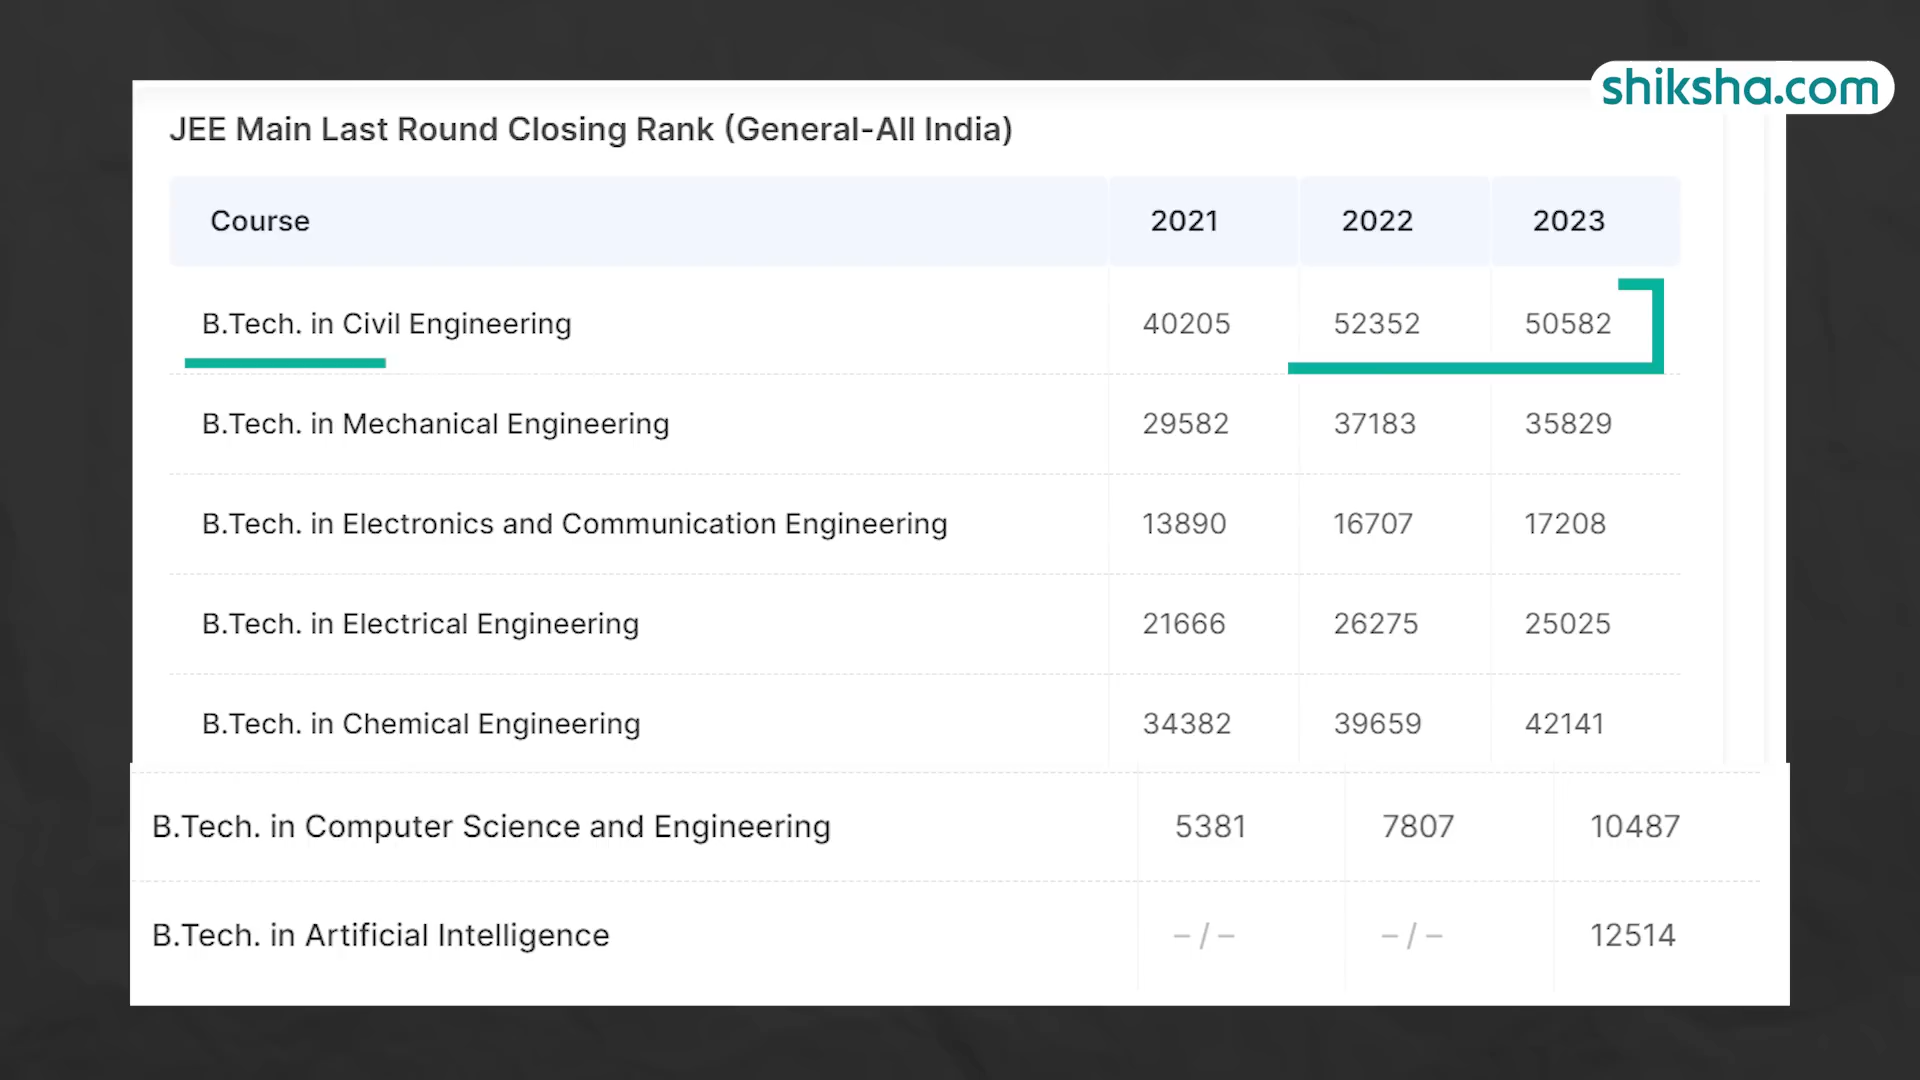 shiksha.com
JEE Main Last Round Closing Rank (General-All India)
Course 2021 2022 2023
B.Tech. in Civil Engineering 40205 52352 50582
B.Tech. in Mechanical Engineering 29582 37183 35829
B.Tech. in Electronics and Communication Engineering 13890 16707 17208
B.Tech. in Electrical Engineering 21666 26275 25025
B.Tech. in Chemical Engineering 34382 39659 42141
B.Tech. in Computer Science and Engineering 5381 7807 10487
B.Tech. in Artificial Intelligence – / – – / – 12514